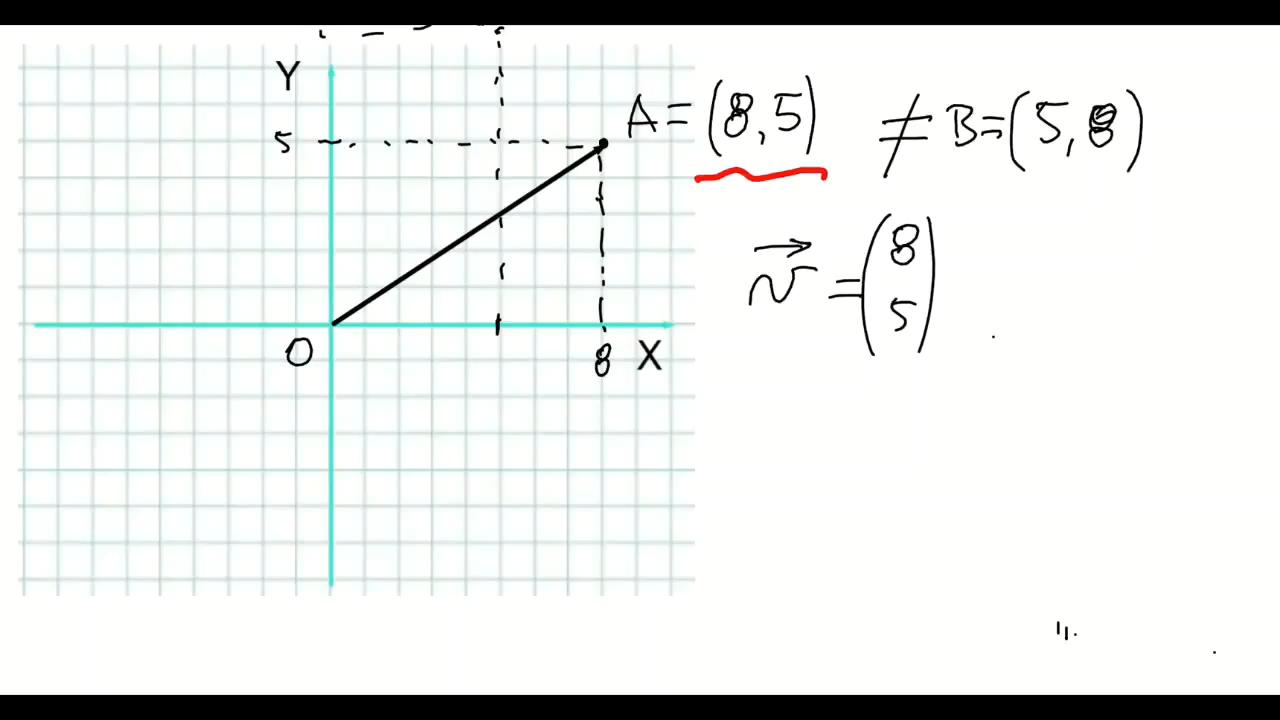 Y
5
A = (8,5) ≠ B = (5,8)
v⃗ = (8
5)
O
8 X